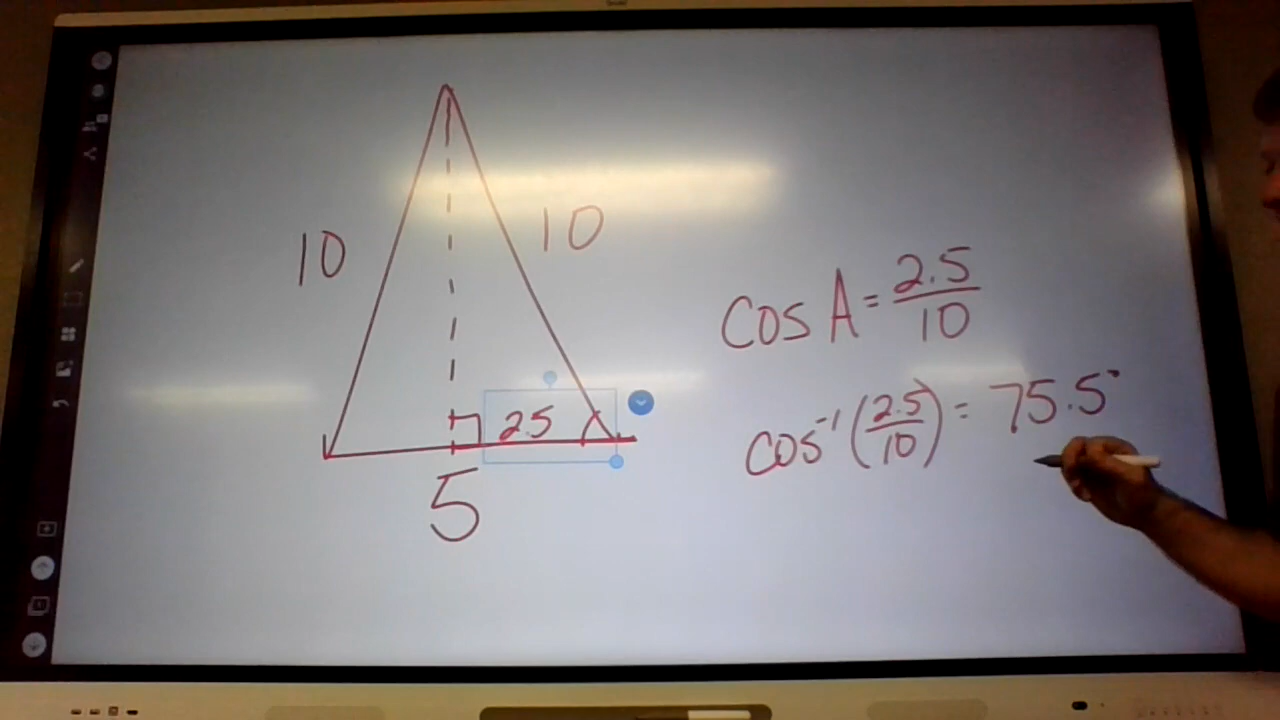 10
10
2.5
5
cos A = 2.5/10
cos⁻¹(2.5/10) = 75.5°